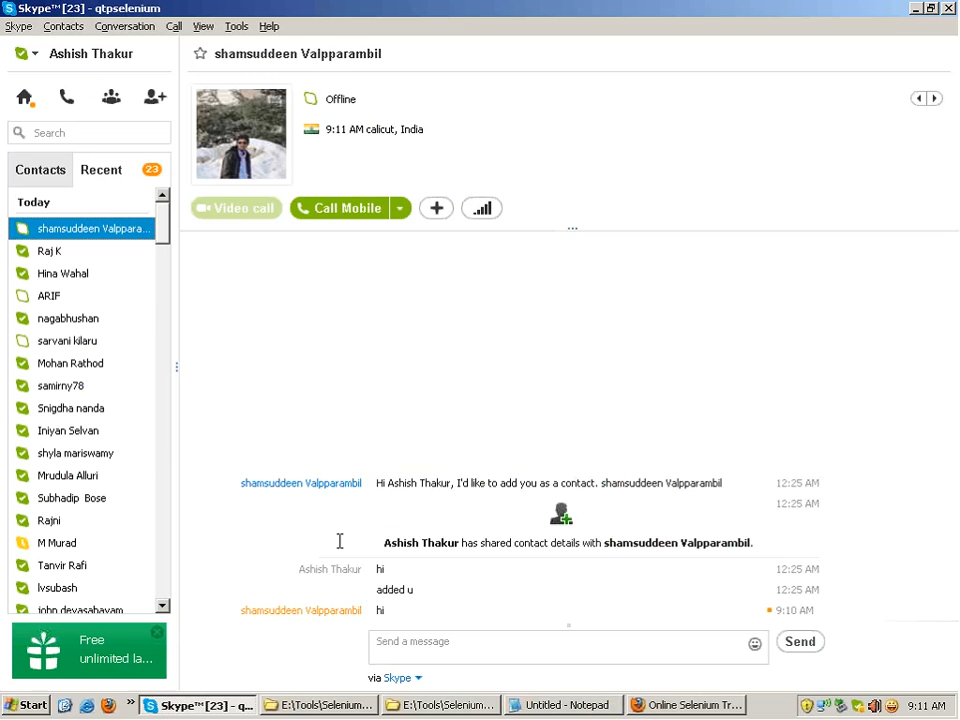 Skype™ [23] - qtpselenium
Skype Contacts Conversation Call View Tools Help
Ashish Thakur
Search
Contacts Recent 23
Today
shamsuddeen Valppara...
Raj K
Hina Wahal
ARIF
nagabhushan
sarvani kilaru
Mohan Rathod
samirny78
Snigdha nanda
Iniyan Selvan
shyla mariswamy
Mrudula Alluri
Subhadip Bose
Rajni
M Murad
Tanvir Rafi
lvsubash
john devasahayam
Free
unlimited la...
shamsuddeen Valpparambil
Offline
9:11 AM calicut, India
Video call Call Mobile
shamsuddeen Valpparambil Hi Ashish Thakur, I'd like to add you as a contact. shamsuddeen Valpparambil 12:25 AM
12:25 AM
Ashish Thakur has shared contact details with shamsuddeen Valpparambil.
Ashish Thakur hi 12:25 AM
added u 12:25 AM
shamsuddeen Valpparambil hi 9:10 AM
Send a message Send
via Skype
Start Skype™ [23] - q... E:\Tools\Selenium... E:\Tools\Selenium... Untitled - Notepad Online Selenium Tr... 9:11 AM